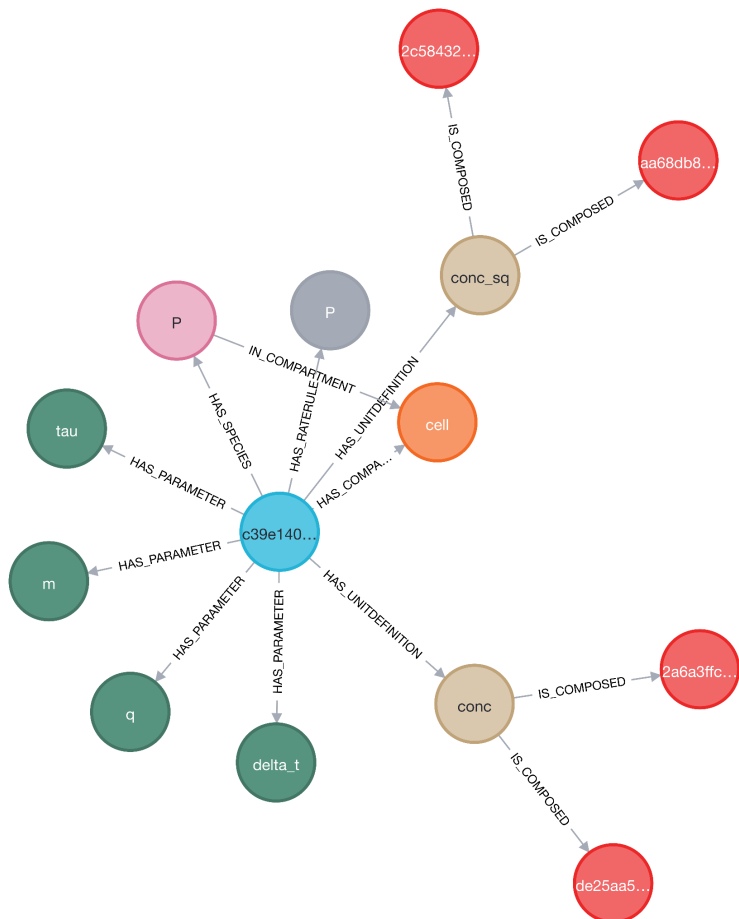 2c58432…
IS_COMPOSED
aa68db8…
IS_COMPOSED
conc_sq
P
P
IN_COMPARTMENT
HAS_UNITDEFINITION
HAS_RATERULE
HAS_SPECIES
cell
tau
HAS_PARAMETER
HAS_COMPA…
c39e140…
HAS_PARAMETER
m
HAS_PARAMETER
HAS_PARAMETER
HAS_UNITDEFINITION
q
delta_t
conc
IS_COMPOSED
2a6a3ffc…
IS_COMPOSED
de25aa5…